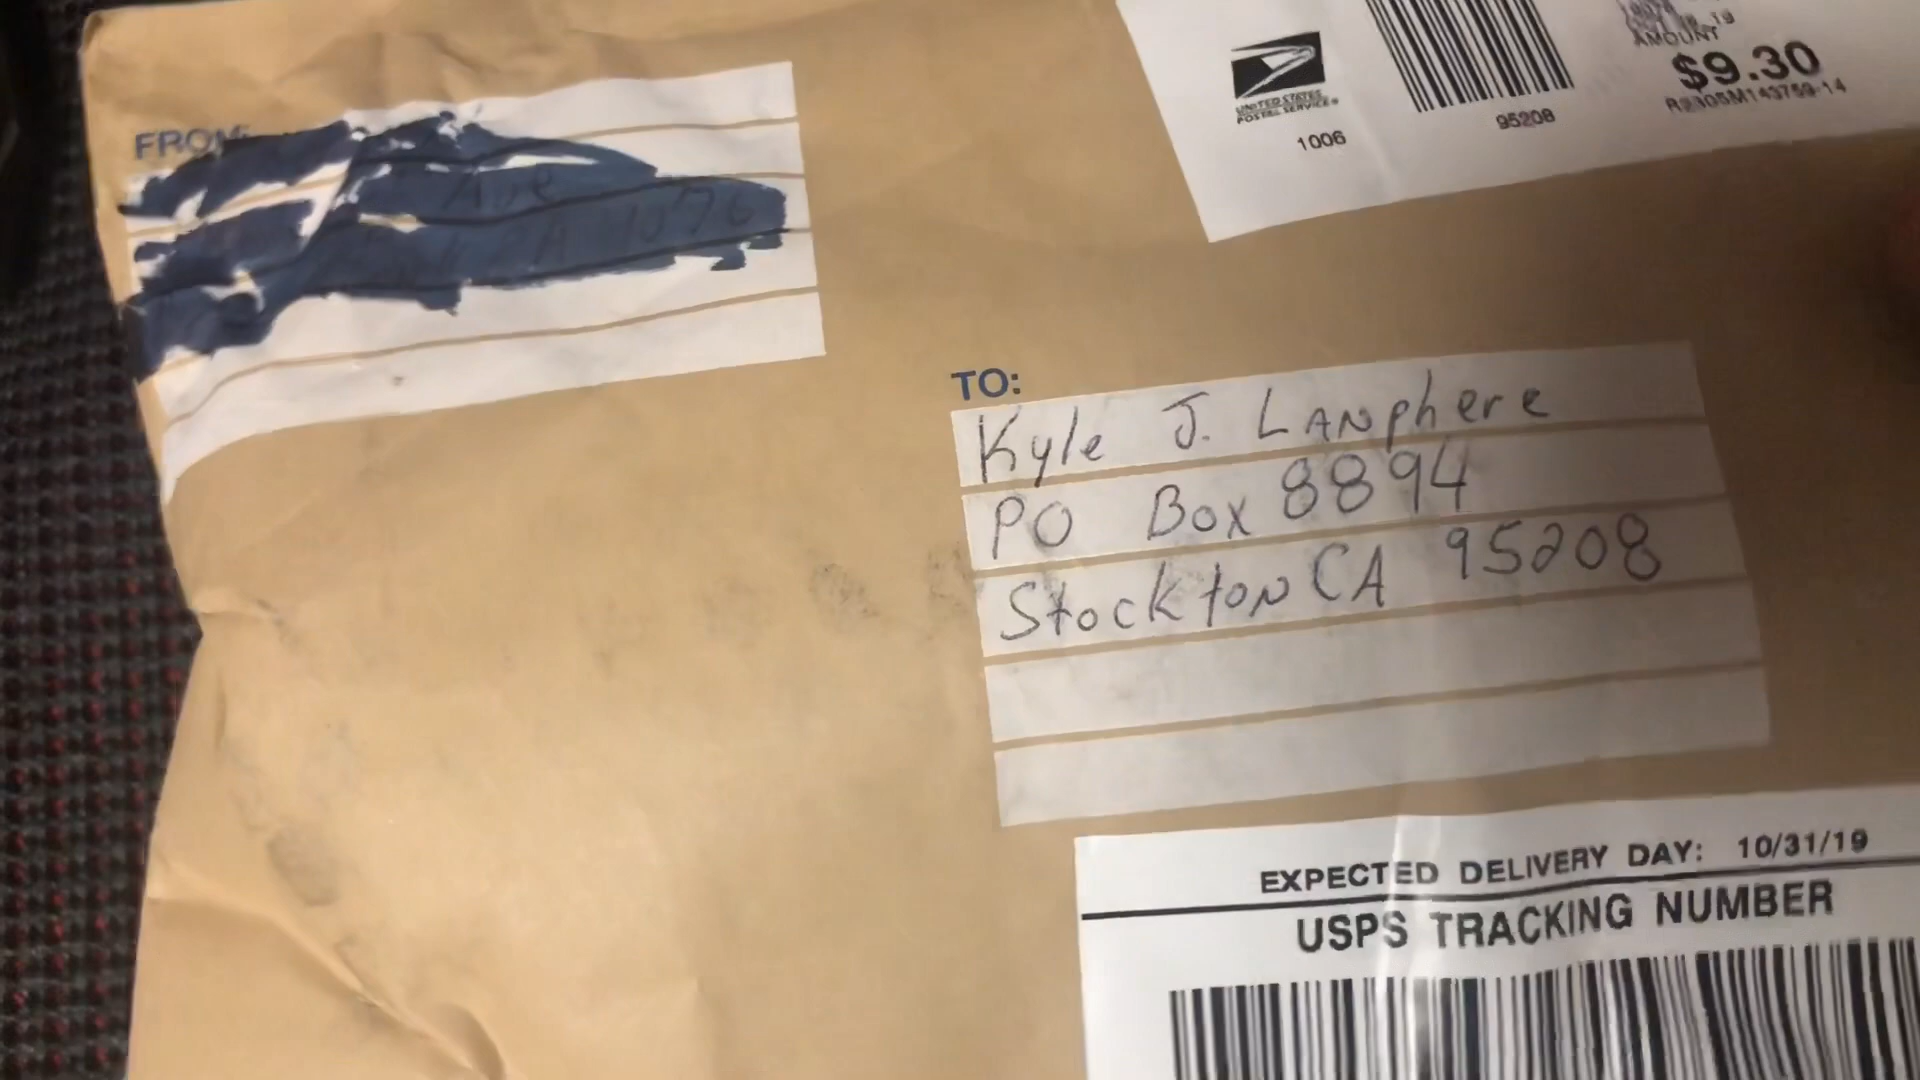 FROM:
TO:
Kyle J. LANphere
PO Box 8894
Stockton CA 95208
UNITED STATES
POSTAL SERVICE®
1006
95208
AMOUNT
$9.30
EXPECTED DELIVERY DAY: 10/31/19
USPS TRACKING NUMBER